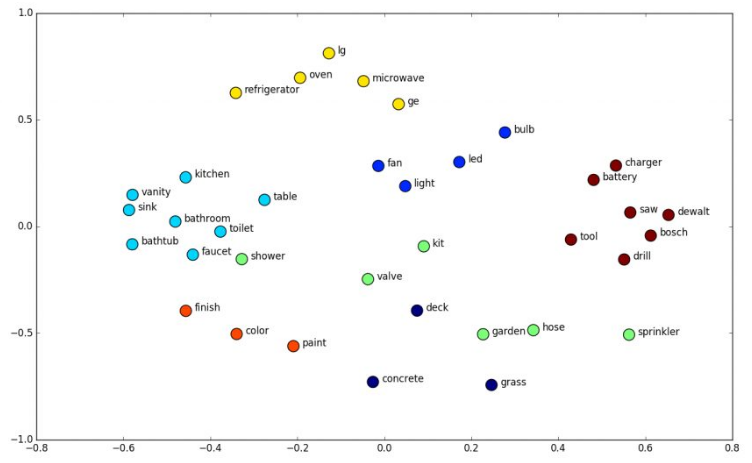 1.0
lg
oven
microwave
refrigerator
ge
0.5
bulb
fan
led
charger
light
battery
kitchen
vanity
table
sink
saw
dewalt
bathroom
0.0
toilet
bosch
tool
bathtub
kit
faucet
shower
drill
valve
finish
deck
color
garden
hose
sprinkler
−0.5
paint
concrete
grass
−1.0
−0.8
−0.6
−0.4
−0.2
0.0
0.2
0.4
0.6
0.8